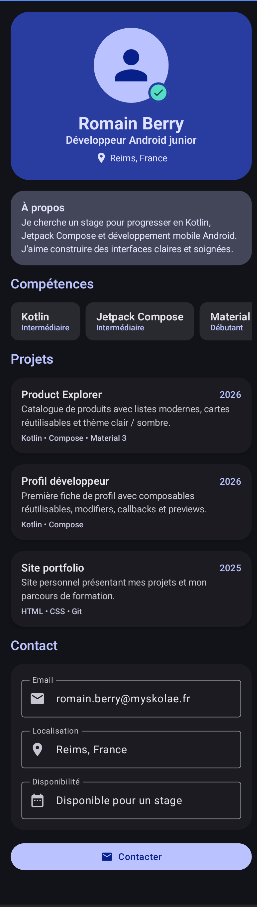 Romain Berry
Développeur Android junior
Reims, France
À propos
Je cherche un stage pour progresser en Kotlin,
Jetpack Compose et développement mobile Android.
J'aime construire des interfaces claires et soignées.
Compétences
Kotlin
Intermédiaire
Jetpack Compose
Intermédiaire
Material
Débutant
Projets
Product Explorer 2026
Catalogue de produits avec listes modernes, cartes
réutilisables et thème clair / sombre.
Kotlin • Compose • Material 3
Profil développeur 2026
Première fiche de profil avec composables
réutilisables, modifiers, callbacks et previews.
Kotlin • Compose
Site portfolio 2025
Site personnel présentant mes projets et mon
parcours de formation.
HTML • CSS • Git
Contact
Email
romain.berry@myskolae.fr
Localisation
Reims, France
Disponibilité
Disponible pour un stage
Contacter